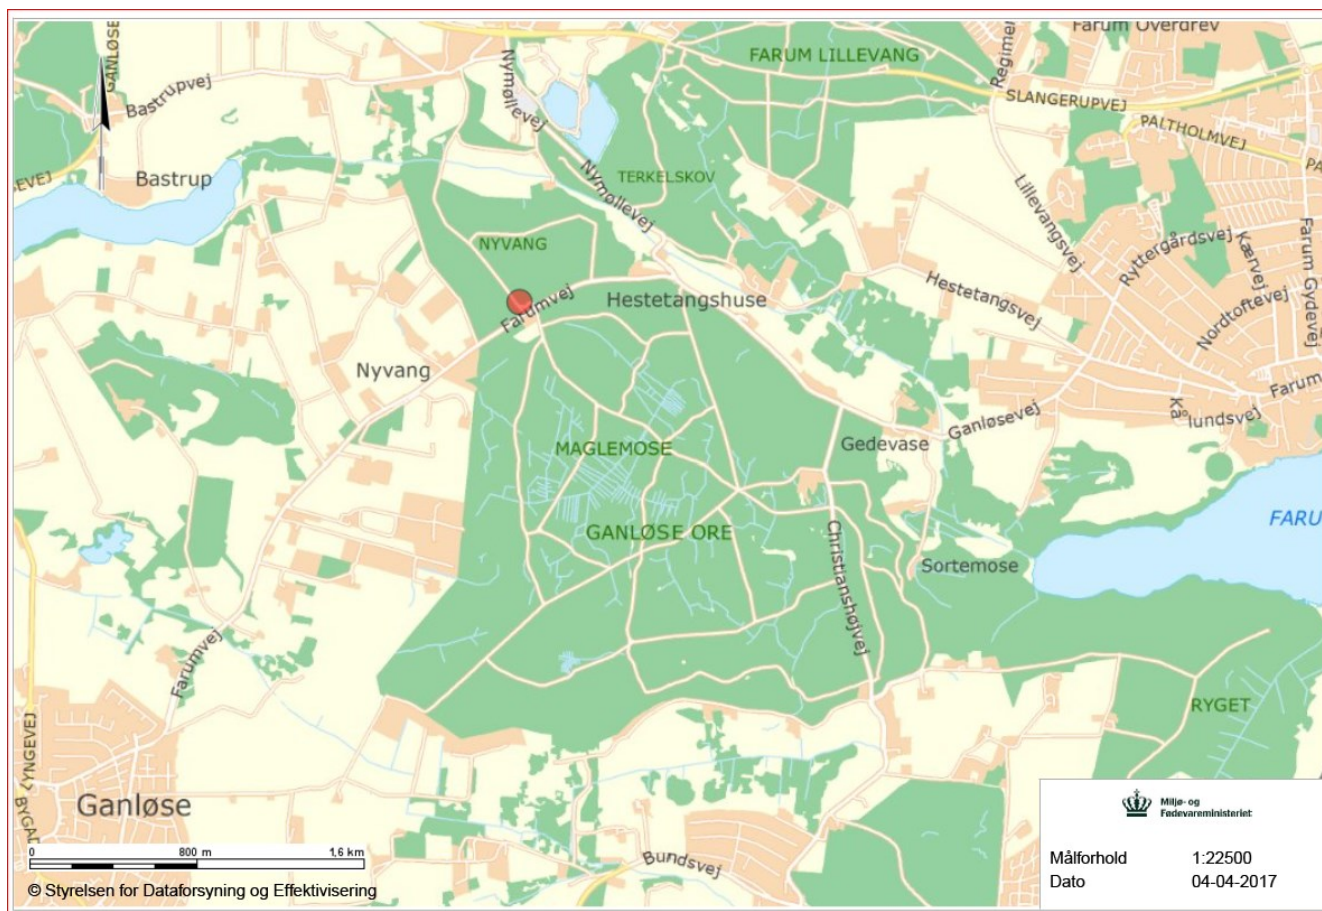 FARUM LILLEVANG
Farum Overdrev
GANLØSE
Bastrupvej
Nymøllevej
SLANGERUPVEJ
PALTHOLMVEJ
Bastrup
TERKELSKOV
Nymøllevej
Lillevangsvej
Ryttergårdsvej
Kærvej
Farum Gydevej
NYVANG
Farumvej
Hestetangshuse
Hestetangsvej
Nordtoftevej
Nyvang
Farum
Kålundsvej
Ganløsevej
Gedevase
MAGLEMOSE
GANLØSE ORE
Christianshøjvej
Sortemose
Farumvej
RYGET
LYNGEVEJ
Ganløse
Bundsvej
Miljø- og
Fødevareministeriet
Målforhold 1:22500
Dato 04-04-2017
0 800 m 1,6 km
© Styrelsen for Dataforsyning og Effektivisering